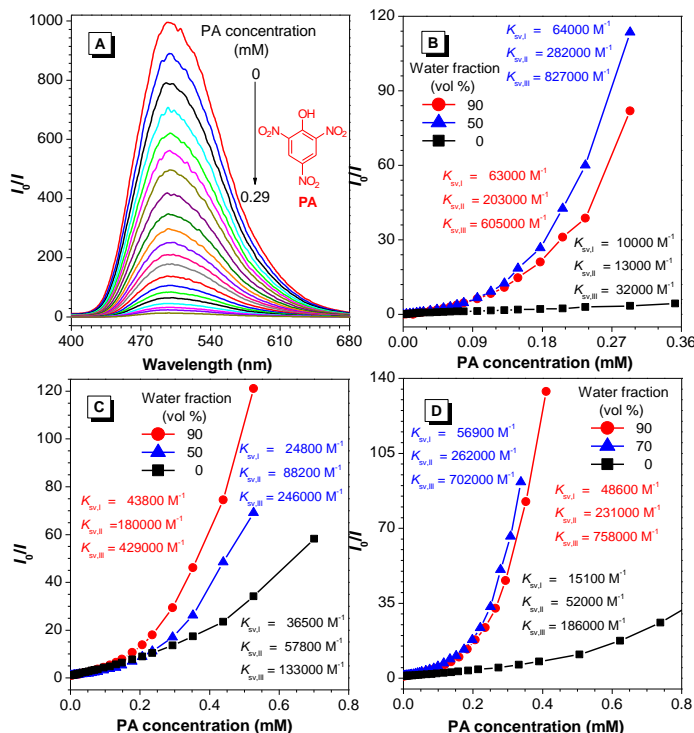 A
PA concentration
(mM)
0
OH
O₂N
NO₂
NO₂
0.29
PA
I₀/I
1000
800
600
400
200
0
400 470 540 610 680
Wavelength (nm)
B
Water fraction
(vol %)
90
50
0
Ksv,I = 64000 M⁻¹
Ksv,II = 282000 M⁻¹
Ksv,III = 827000 M⁻¹
Ksv,I = 63000 M⁻¹
Ksv,II = 203000 M⁻¹
Ksv,III = 605000 M⁻¹
Ksv,I = 10000 M⁻¹
Ksv,II = 13000 M⁻¹
Ksv,III = 32000 M⁻¹
I₀/I
120
90
60
30
0
0.00 0.09 0.18 0.27 0.36
PA concentration (mM)
C
Water fraction
(vol %)
90
50
0
Ksv,I = 24800 M⁻¹
Ksv,II = 88200 M⁻¹
Ksv,III = 246000 M⁻¹
Ksv,I = 43800 M⁻¹
Ksv,II =180000 M⁻¹
Ksv,III = 429000 M⁻¹
Ksv,I = 36500 M⁻¹
Ksv,II = 57800 M⁻¹
Ksv,III = 133000 M⁻¹
I₀/I
120
100
80
60
40
20
0
0.0 0.2 0.4 0.6 0.8
PA concentration (mM)
D
Water fraction
(vol %)
90
70
0
Ksv,I = 56900 M⁻¹
Ksv,II = 262000 M⁻¹
Ksv,III = 702000 M⁻¹
Ksv,I = 48600 M⁻¹
Ksv,II = 231000 M⁻¹
Ksv,III = 758000 M⁻¹
Ksv,I = 15100 M⁻¹
Ksv,II = 52000 M⁻¹
Ksv,III = 186000 M⁻¹
I₀/I
140
105
70
35
0
0.0 0.2 0.4 0.6 0.8
PA concentration (mM)